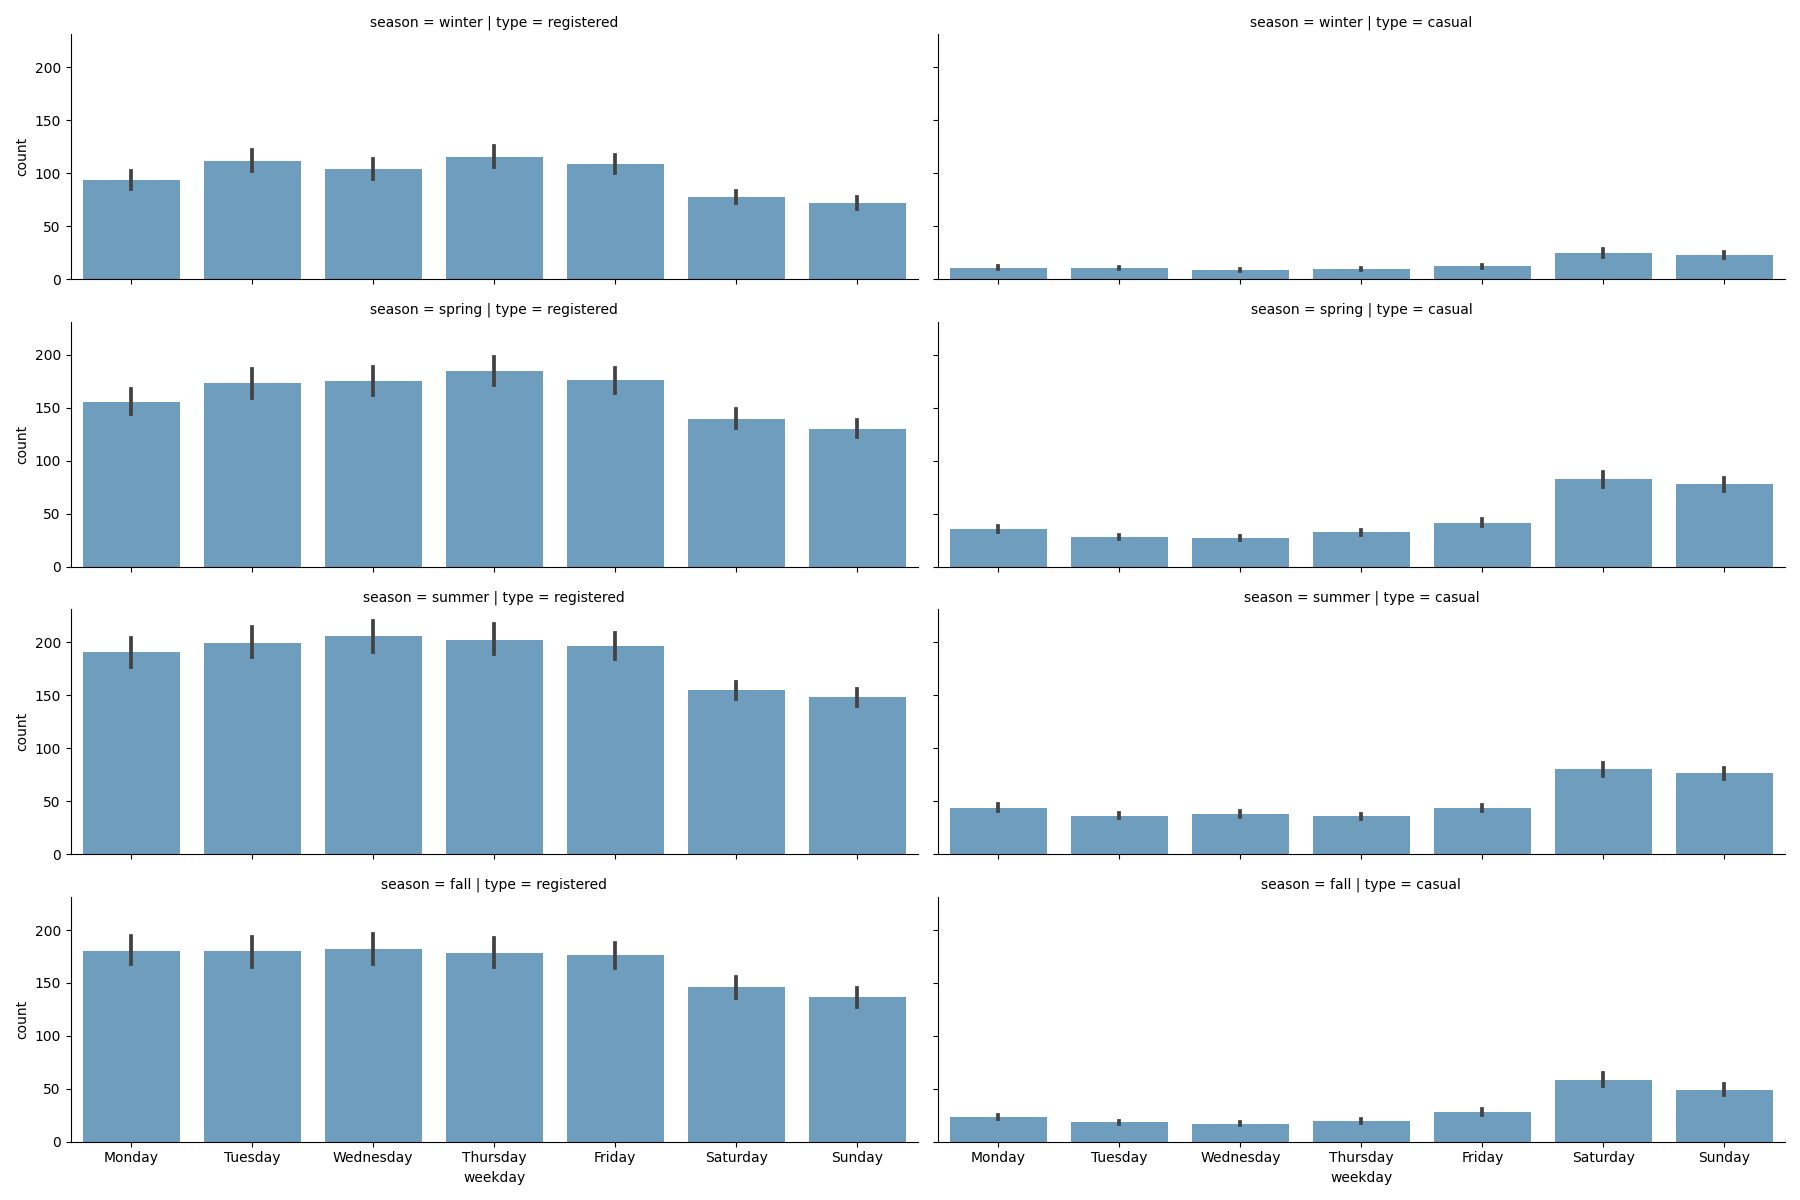 season = winter | type = registered
season = winter | type = casual
200
150
100
50
0
count
season = spring | type = registered
season = spring | type = casual
200
150
100
50
0
count
season = summer | type = registered
season = summer | type = casual
200
150
100
50
0
count
season = fall | type = registered
season = fall | type = casual
200
150
100
50
0
count
Monday Tuesday Wednesday Thursday Friday Saturday Sunday
weekday
Monday Tuesday Wednesday Thursday Friday Saturday Sunday
weekday